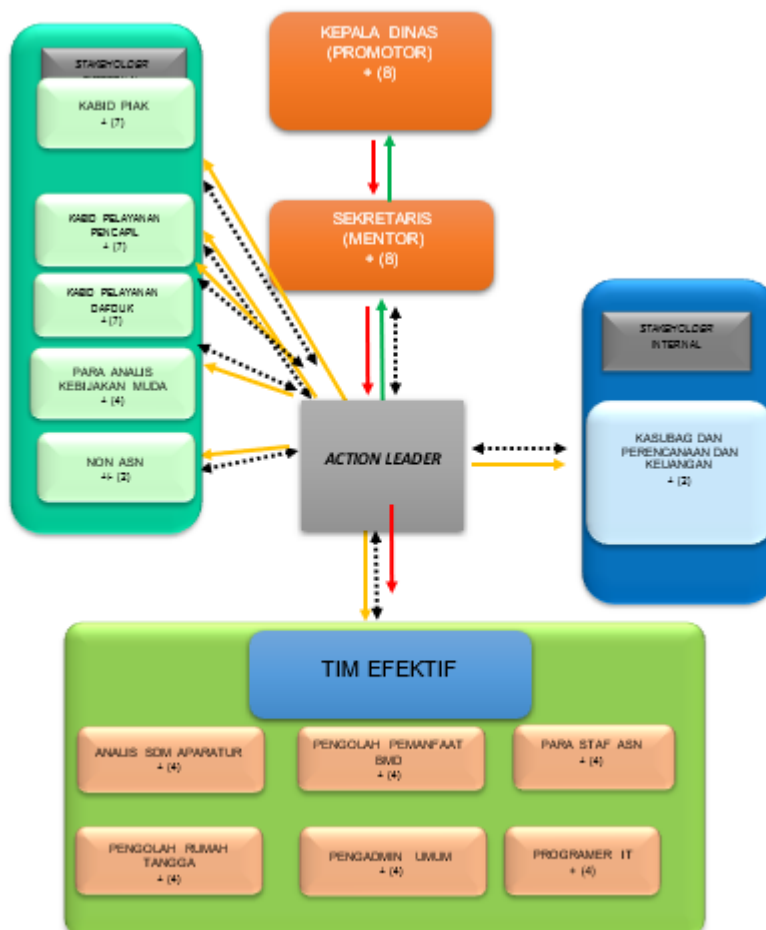 KEPALA DINAS
(PROMOTOR)
+ (8)
STAKEHOLDER
KABID PIAK
+ (7)
KABID PELAYANAN
PENCAPIL
+ (7)
KABID PELAYANAN
DAFDUK
+ (7)
PARA ANALIS
KEBIJAKAN MUDA
+ (4)
NON ASN
+/- (3)
SEKRETARIS
(MENTOR)
+ (8)
STAKEHOLDER
INTERNAL
ACTION LEADER
KASUBAG DAN
PERENCANAAN DAN
KEUANGAN
+ (3)
TIM EFEKTIF
ANALIS SDM APARATUR
+ (4)
PENGOLAH PEMANFAAT
BMD
+ (4)
PARA STAF ASN
+ (4)
PENGOLAH RUMAH
TANGGA
+ (4)
PENGADMIN UMUM
+ (4)
PROGRAMER IT
+ (4)